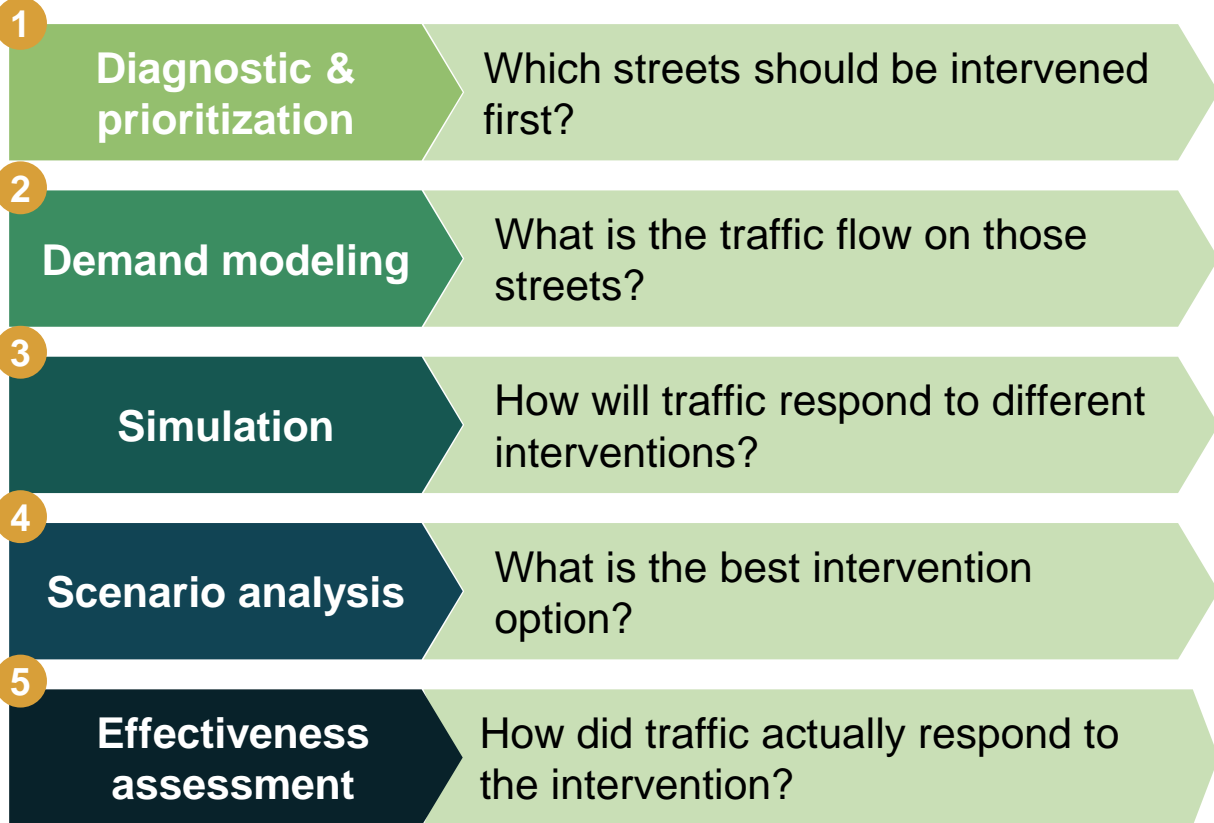 1
Diagnostic &
prioritization
Which streets should be intervened
first?
2
Demand modeling
What is the traffic flow on those
streets?
3
Simulation
How will traffic respond to different
interventions?
4
Scenario analysis
What is the best intervention
option?
5
Effectiveness
assessment
How did traffic actually respond to
the intervention?